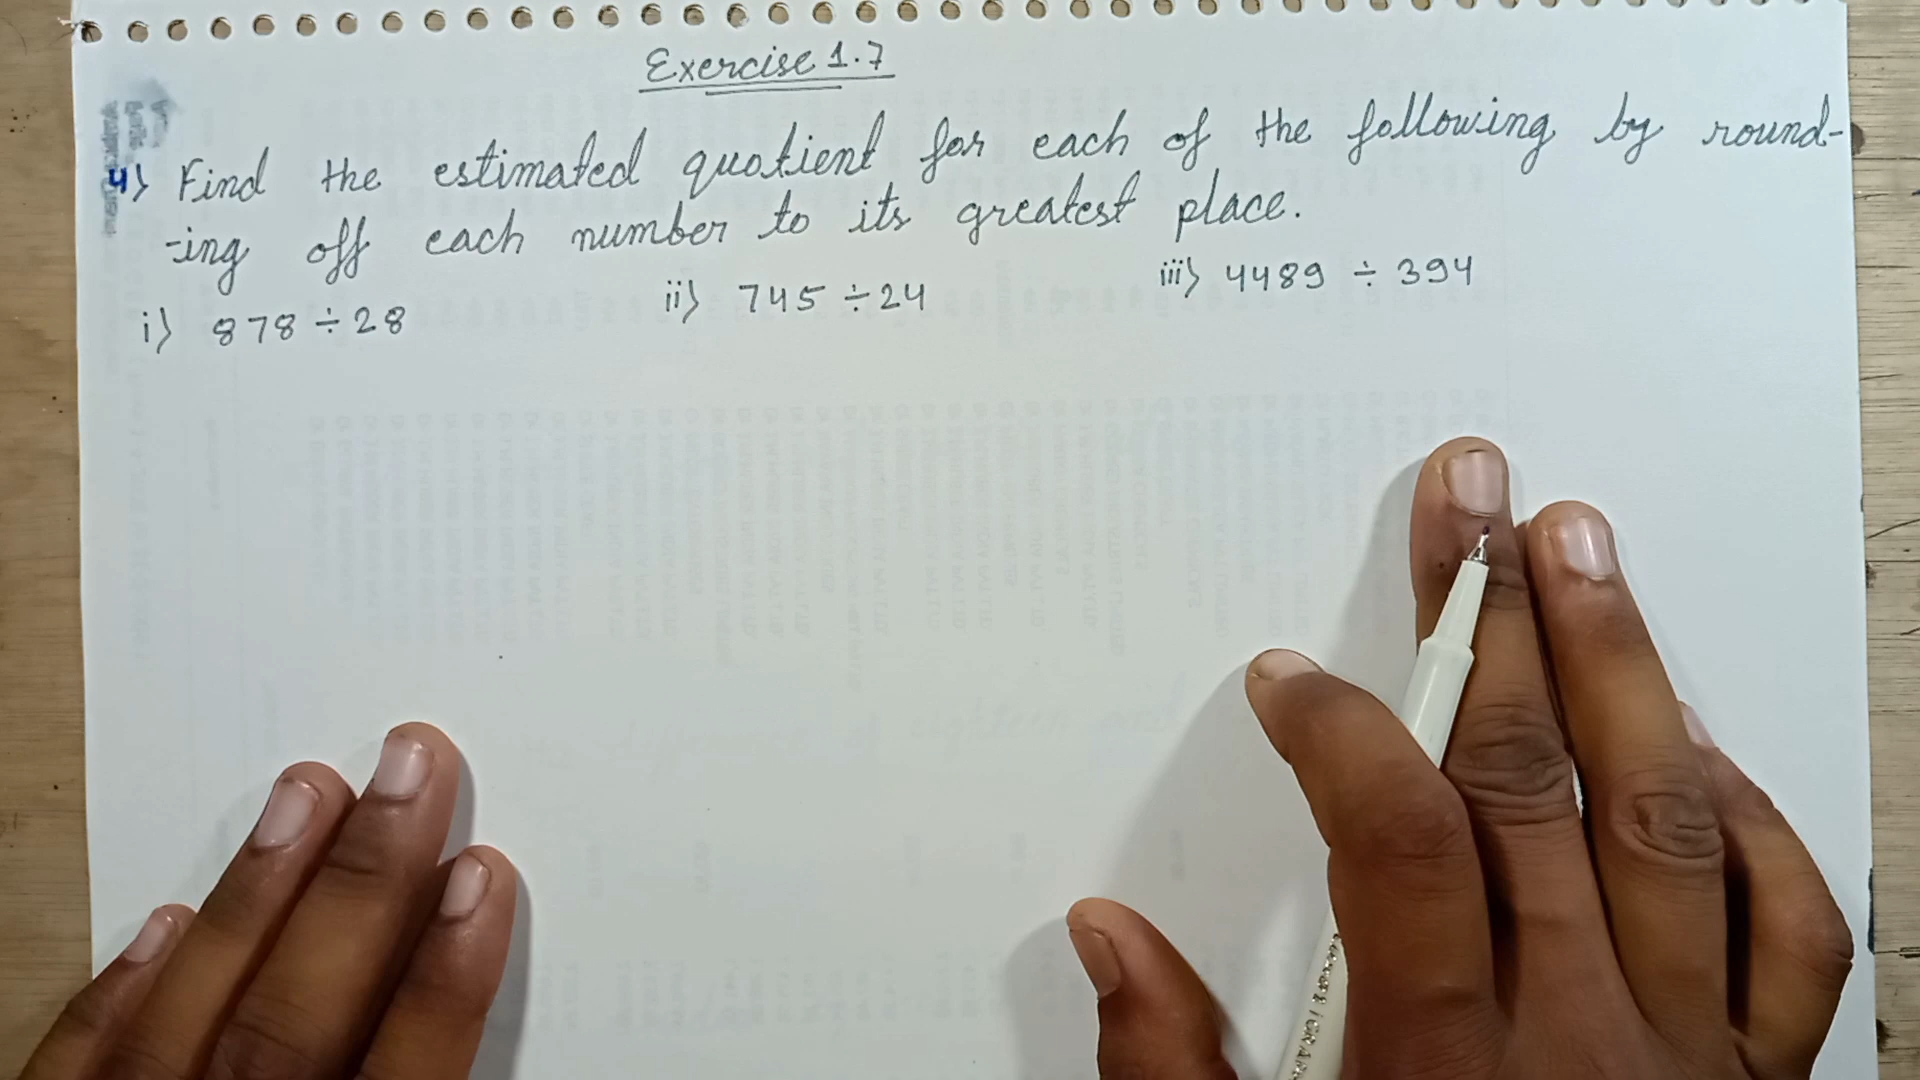 Exercise 1.7
4) Find the estimated quotient for each of the following by round-
-ing off each number to its greatest place.
i) 878 ÷ 28 ii) 745 ÷ 24 iii) 4489 ÷ 394